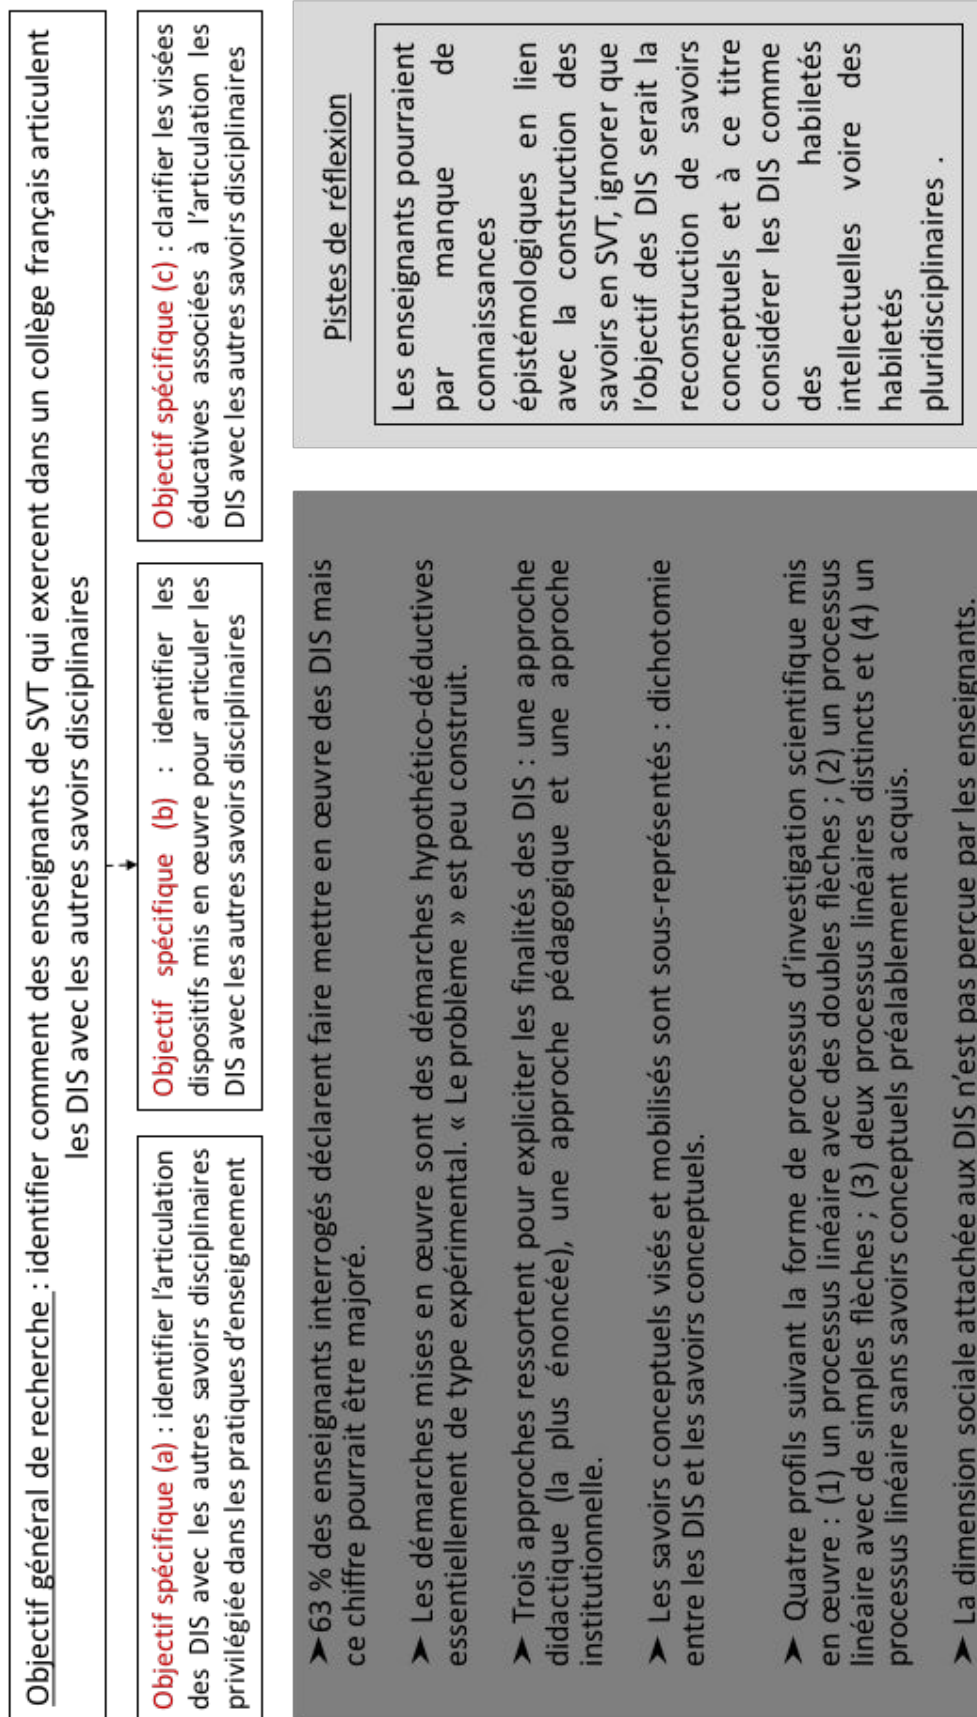 Objectif général de recherche : identifier comment des enseignants de SVT qui exercent dans un collège français articulent
les DIS avec les autres savoirs disciplinaires
Objectif spécifique (a) : identifier l'articulation
des DIS avec les autres savoirs disciplinaires
privilégiée dans les pratiques d'enseignement
Objectif spécifique (b) : identifier les
dispositifs mis en œuvre pour articuler les
DIS avec les autres savoirs disciplinaires
Objectif spécifique (c) : clarifier les visées
éducatives associées à l'articulation les
DIS avec les autres savoirs disciplinaires
➤63 % des enseignants interrogés déclarent faire mettre en œuvre des DIS mais
ce chiffre pourrait être majoré.
➤ Les démarches mises en œuvre sont des démarches hypothético-déductives
essentiellement de type expérimental. « Le problème » est peu construit.
➤ Trois approches ressortent pour expliciter les finalités des DIS : une approche
didactique (la plus énoncée), une approche pédagogique et une approche
institutionnelle.
➤ Les savoirs conceptuels visés et mobilisés sont sous-représentés : dichotomie
entre les DIS et les savoirs conceptuels.
➤ Quatre profils suivant la forme de processus d'investigation scientifique mis
en œuvre : (1) un processus linéaire avec des doubles flèches ; (2) un processus
linéaire avec de simples flèches ; (3) deux processus linéaires distincts et (4) un
processus linéaire sans savoirs conceptuels préalablement acquis.
➤ La dimension sociale attachée aux DIS n'est pas perçue par les enseignants.
Pistes de réflexion
Les enseignants pourraient
par manque de
connaissances
épistémologiques en lien
avec la construction des
savoirs en SVT, ignorer que
l'objectif des DIS serait la
reconstruction de savoirs
conceptuels et à ce titre
considérer les DIS comme
des habiletés
intellectuelles voire des
habiletés
pluridisciplinaires .